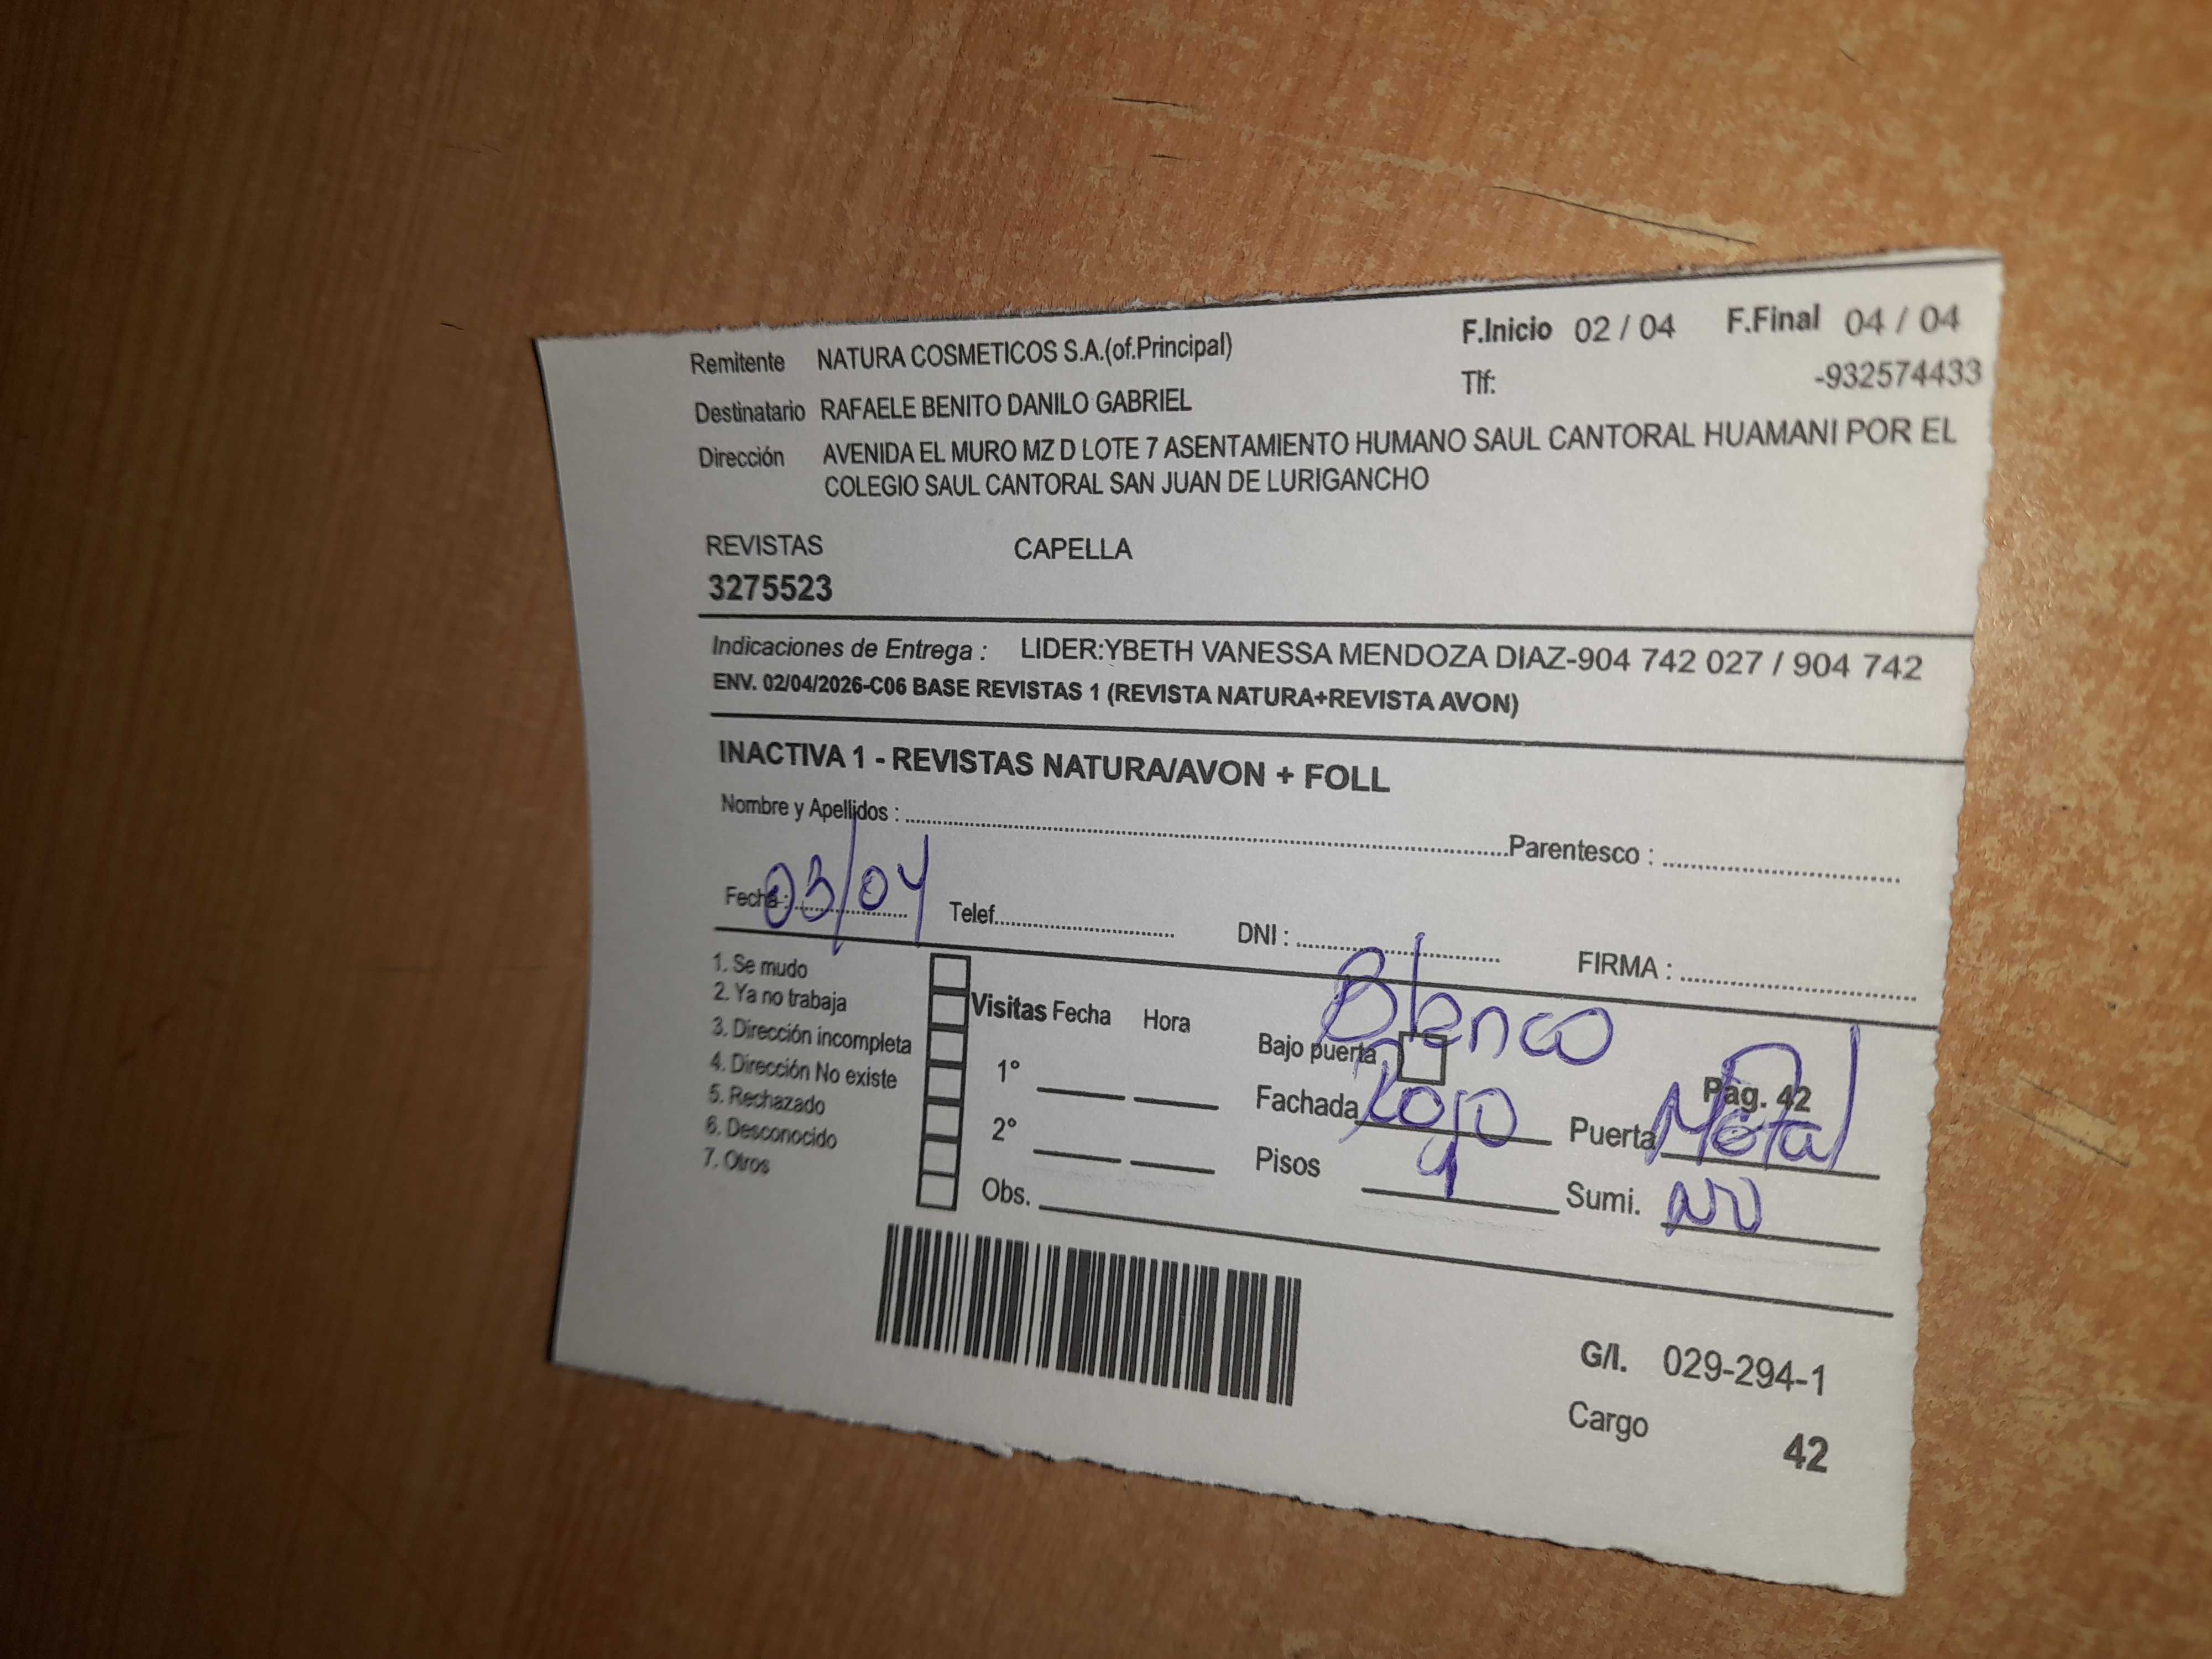 Remitente NATURA COSMETICOS S.A.(of.Principal) F.Inicio 02 / 04 F.Final 04 / 04
Destinatario RAFAELE BENITO DANILO GABRIEL Tlf: -932574433
Dirección AVENIDA EL MURO MZ D LOTE 7 ASENTAMIENTO HUMANO SAUL CANTORAL HUAMANI POR EL
COLEGIO SAUL CANTORAL SAN JUAN DE LURIGANCHO
REVISTAS CAPELLA
3275523
Indicaciones de Entrega : LIDER:YBETH VANESSA MENDOZA DIAZ-904 742 027 / 904 742
ENV. 02/04/2026-C06 BASE REVISTAS 1 (REVISTA NATURA+REVISTA AVON)
INACTIVA 1 - REVISTAS NATURA/AVON + FOLL
Nombre y Apellidos : Parentesco :
Fecha : 03/04 Telef. DNI : FIRMA :
1. Se mudo
2. Ya no trabaja
3. Dirección incompleta
4. Dirección No existe
5. Rechazado
6. Desconocido
7. Otros
Visitas Fecha Hora
1°
2°
Obs.
Blanco
Bajo puerta Pag. 42
Fachada Rojo Puerta Metal
Pisos 1 Sumi. NO
G/I. 029-294-1
Cargo 42